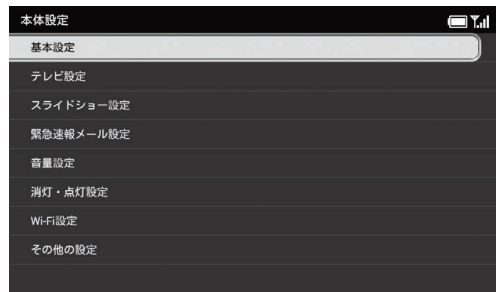 本体設定
基本設定
テレビ設定
スライドショー設定
緊急速報メール設定
音量設定
消灯・点灯設定
Wi-Fi設定
その他の設定